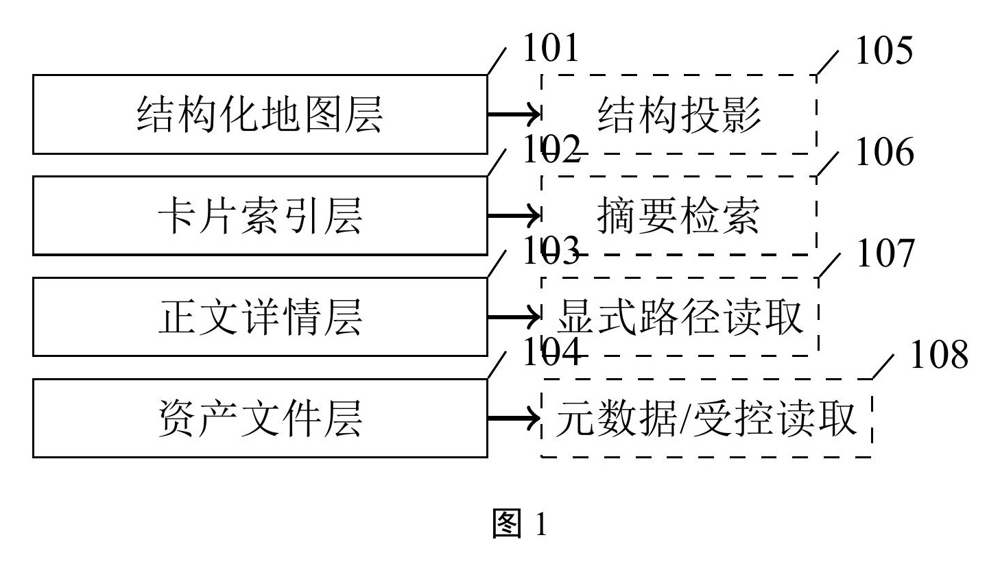 101
105
结构化地图层
结构投影
102
106
卡片索引层
摘要检索
103
107
正文详情层
显式路径读取
104
108
资产文件层
元数据/受控读取
图 1